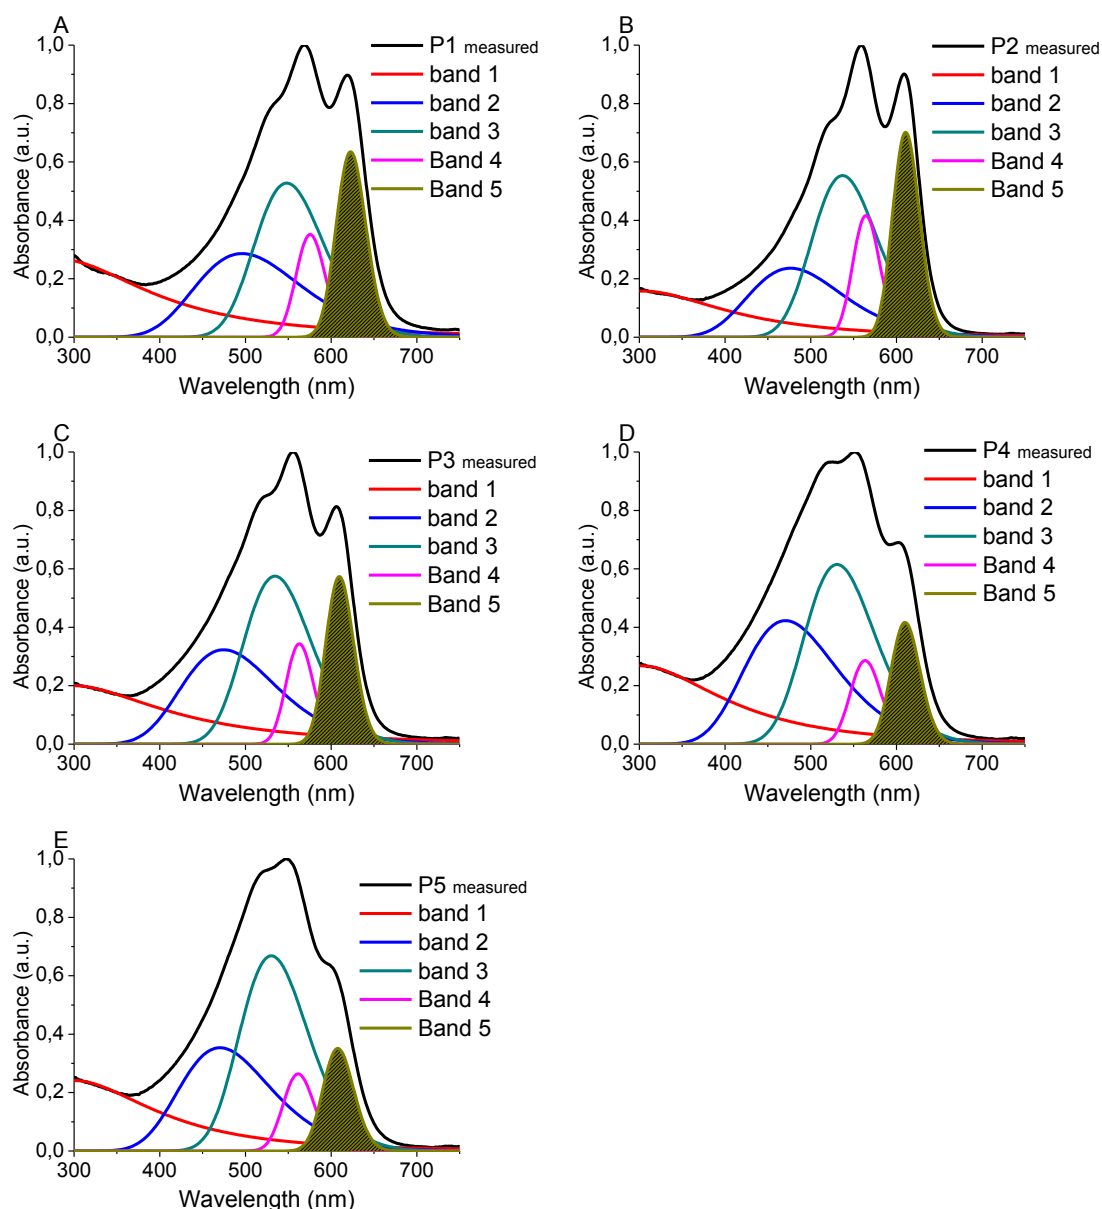 A
1,0
0,8
0,6
0,4
0,2
0,0
Absorbance (a.u.)
300 400 500 600 700
Wavelength (nm)
P1 measured
band 1
band 2
band 3
Band 4
Band 5
B
1,0
0,8
0,6
0,4
0,2
0,0
Absorbance (a.u.)
300 400 500 600 700
Wavelength (nm)
P2 measured
band 1
band 2
band 3
Band 4
Band 5
C
1,0
0,8
0,6
0,4
0,2
0,0
Absorbance (a.u.)
300 400 500 600 700
Wavelength (nm)
P3 measured
band 1
band 2
band 3
Band 4
Band 5
D
1,0
0,8
0,6
0,4
0,2
0,0
Absorbance (a.u.)
300 400 500 600 700
Wavelength (nm)
P4 measured
band 1
band 2
band 3
Band 4
Band 5
E
1,0
0,8
0,6
0,4
0,2
0,0
Absorbance (a.u.)
300 400 500 600 700
Wavelength (nm)
P5 measured
band 1
band 2
band 3
Band 4
Band 5